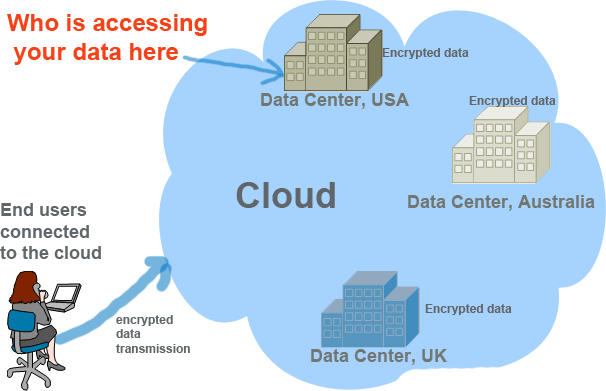 Who is accessing
your data here
Encrypted data
Data Center, USA
Encrypted data
Data Center, Australia
Cloud
End users
connected
to the cloud
encrypted
data
transmission
Encrypted data
Data Center, UK